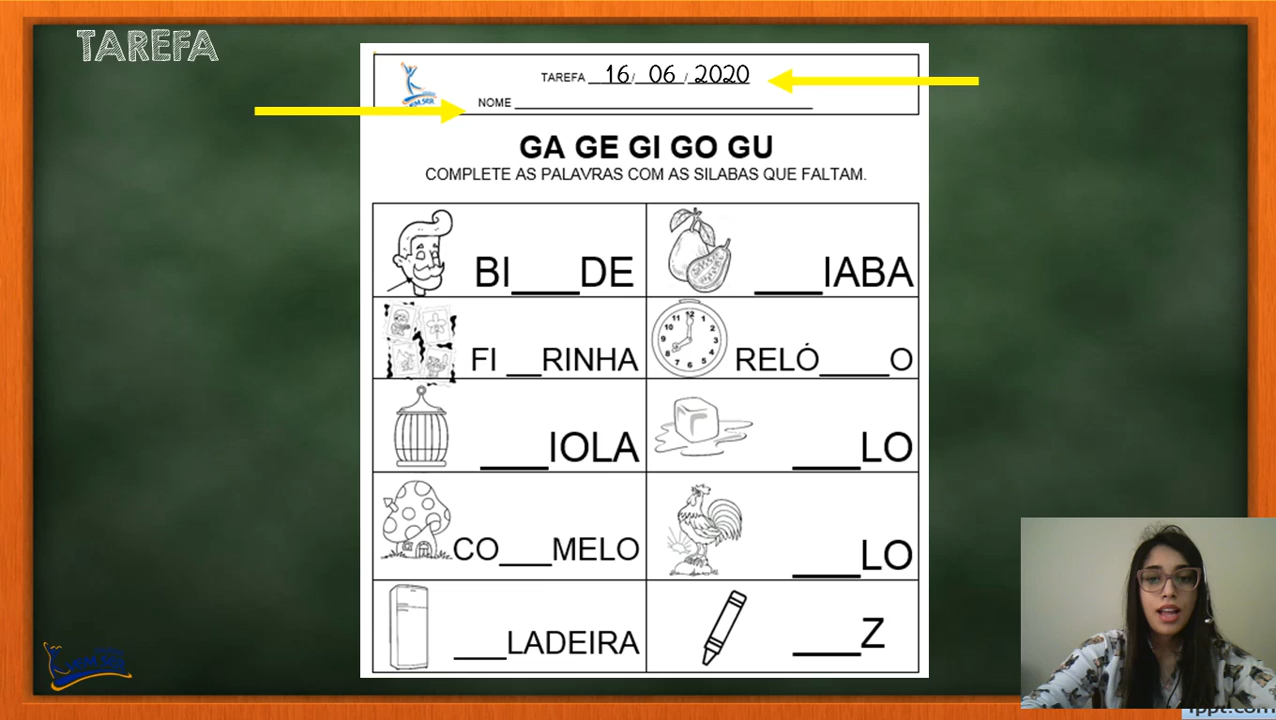 TAREFA
TAREFA 16/ 06 / 2020
NOME
GA GE GI GO GU
COMPLETE AS PALAVRAS COM AS SILABAS QUE FALTAM.
BI___DE
___IABA
FI __RINHA
RELÓ____O
___IOLA
___LO
CO___MELO
___LO
___LADEIRA
___Z